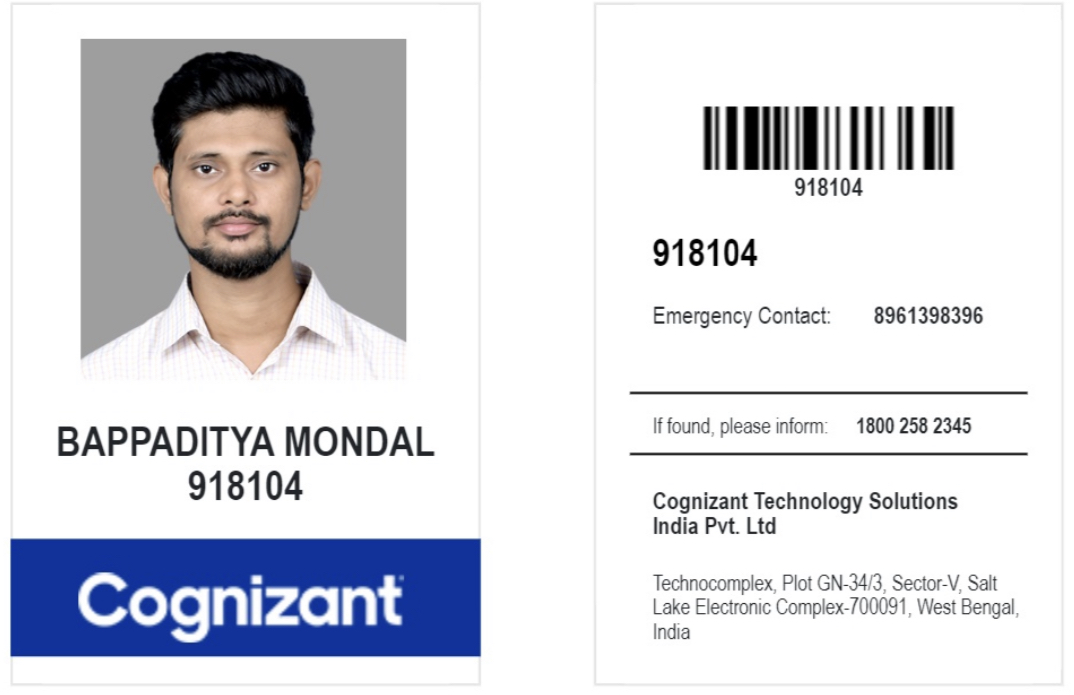 BAPPADITYA MONDAL
918104
Cognizant
918104
918104
Emergency Contact: 8961398396
If found, please inform: 1800 258 2345
Cognizant Technology Solutions
India Pvt. Ltd
Technocomplex, Plot GN-34/3, Sector-V, Salt
Lake Electronic Complex-700091, West Bengal,
India